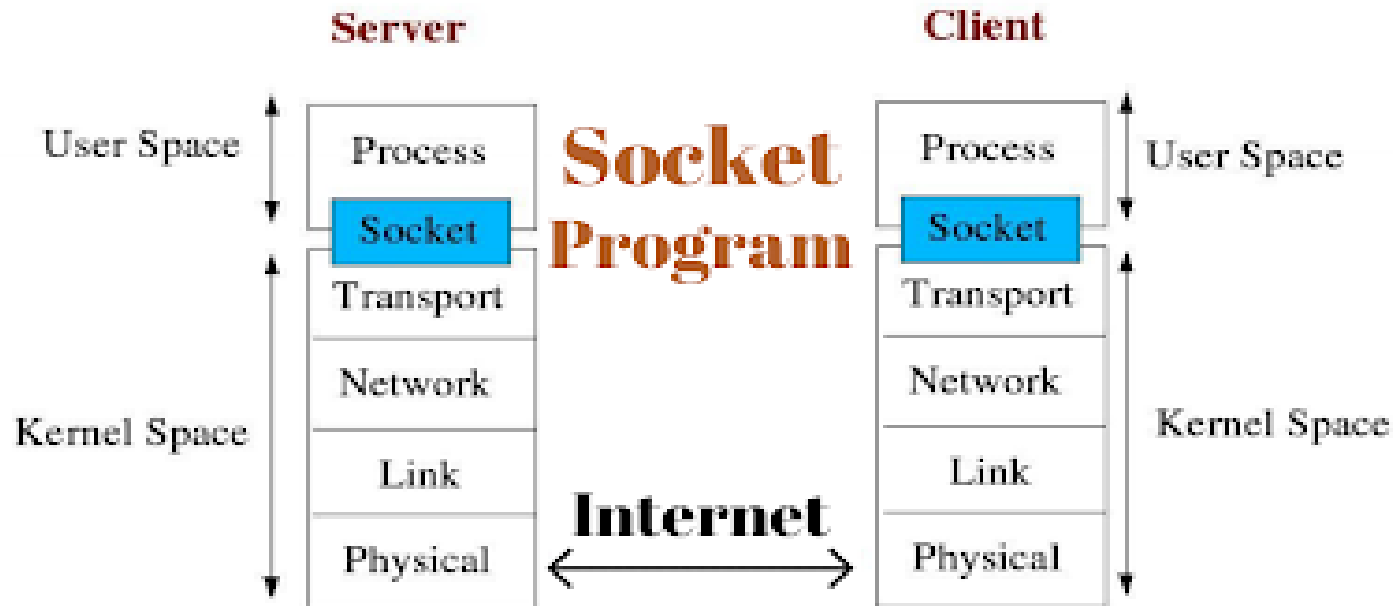 Server
Client
User Space
Process
Socket
Program
Process
User Space
Socket
Socket
Transport
Transport
Network
Network
Kernel Space
Kernel Space
Link
Link
Internet
Physical
Physical